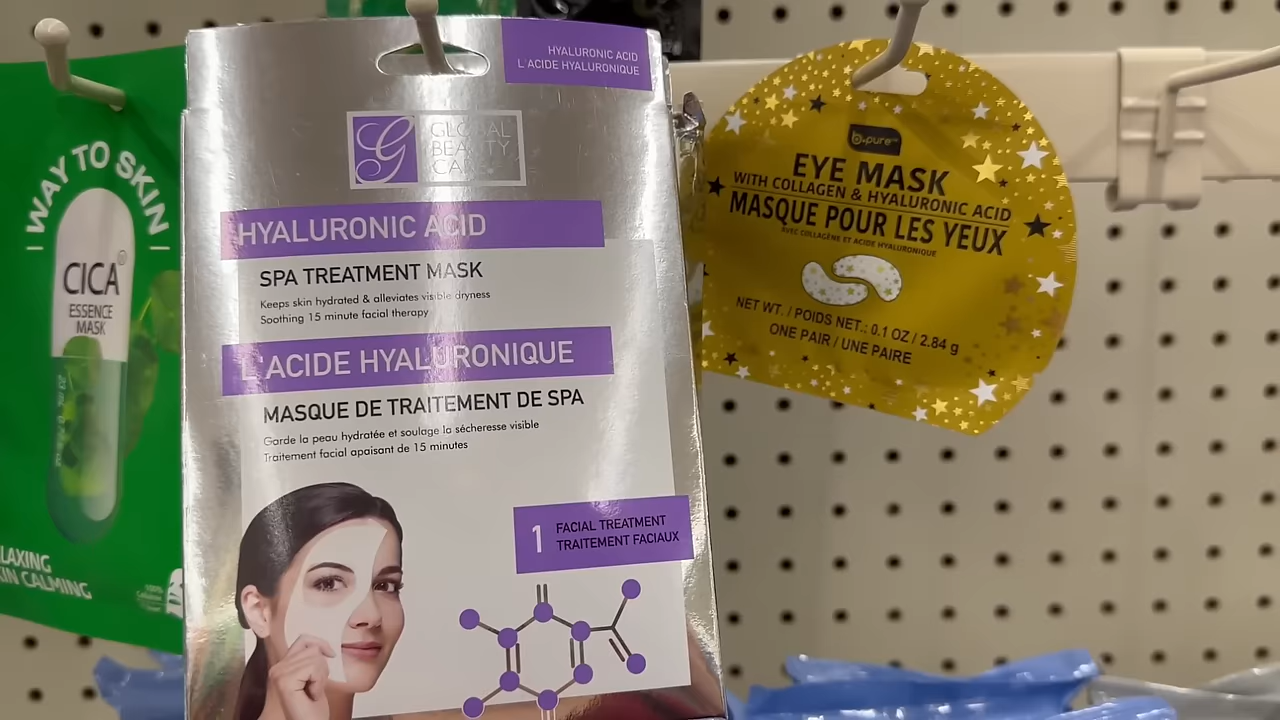 WAY TO SKIN
CICA
ESSENCE
MASK
LAXING
IN CALMING
HYALURONIC ACID
L'ACIDE HYALURONIQUE
G
GLOBAL
BEAUTY
CARE
HYALURONIC ACID
SPA TREATMENT MASK
Keeps skin hydrated & alleviates visible dryness
Soothing 15 minute facial therapy
L'ACIDE HYALURONIQUE
MASQUE DE TRAITEMENT DE SPA
Garde la peau hydratée et soulage la sécheresse visible
Traitement facial apaisant de 15 minutes
1 FACIAL TREATMENT
TRAITEMENT FACIAUX
b.pure™
EYE MASK
WITH COLLAGEN & HYALURONIC ACID
MASQUE POUR LES YEUX
AVEC COLLAGÈNE ET ACIDE HYALURONIQUE
NET WT. / POIDS NET.: 0.1 OZ / 2.84 g
ONE PAIR / UNE PAIRE